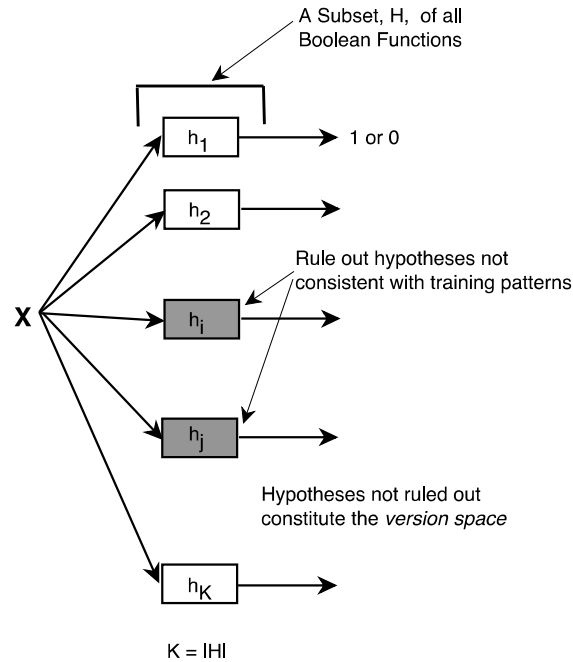 A Subset, H, of all
Boolean Functions
h1
1 or 0
h2
Rule out hypotheses not
consistent with training patterns
X
hi
hj
Hypotheses not ruled out
constitute the version space
hK
K = |H|